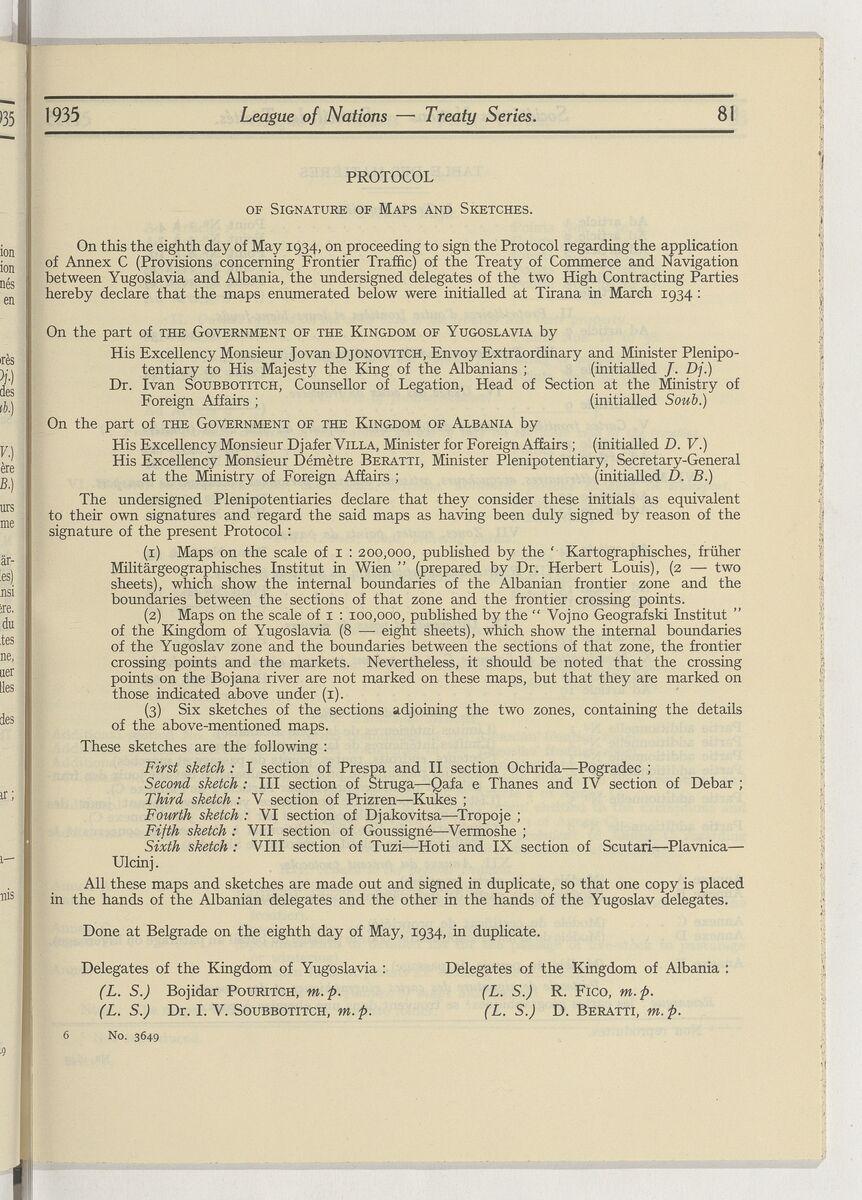 1935 League of Nations — Treaty Series. 81
PROTOCOL
OF SIGNATURE OF MAPS AND SKETCHES.
On this the eighth day of May 1934, on proceeding to sign the Protocol regarding the application
of Annex C (Provisions concerning Frontier Traffic) of the Treaty of Commerce and Navigation
between Yugoslavia and Albania, the undersigned delegates of the two High Contracting Parties
hereby declare that the maps enumerated below were initialled at Tirana in March 1934 :
On the part of THE GOVERNMENT OF THE KINGDOM OF YUGOSLAVIA by
His Excellency Monsieur Jovan DJONOVITCH, Envoy Extraordinary and Minister Plenipo-
tentiary to His Majesty the King of the Albanians ; (initialled J. Dj.)
Dr. Ivan SOUBBOTITCH, Counsellor of Legation, Head of Section at the Ministry of
Foreign Affairs ; (initialled Soub.)
On the part of THE GOVERNMENT OF THE KINGDOM OF ALBANIA by
His Excellency Monsieur Djafer VILLA, Minister for Foreign Affairs ; (initialled D. V.)
His Excellency Monsieur Démètre BERATTI, Minister Plenipotentiary, Secretary-General
at the Ministry of Foreign Affairs ; (initialled D. B.)
The undersigned Plenipotentiaries declare that they consider these initials as equivalent
to their own signatures and regard the said maps as having been duly signed by reason of the
signature of the present Protocol :
(1) Maps on the scale of 1 : 200,000, published by the ‘ Kartographisches, früher
Militärgeographisches Institut in Wien ” (prepared by Dr. Herbert Louis), (2 — two
sheets), which show the internal boundaries of the Albanian frontier zone and the
boundaries between the sections of that zone and the frontier crossing points.
(2) Maps on the scale of 1 : 100,000, published by the “ Vojno Geografski Institut ”
of the Kingdom of Yugoslavia (8 — eight sheets), which show the internal boundaries
of the Yugoslav zone and the boundaries between the sections of that zone, the frontier
crossing points and the markets. Nevertheless, it should be noted that the crossing
points on the Bojana river are not marked on these maps, but that they are marked on
those indicated above under (1).
(3) Six sketches of the sections adjoining the two zones, containing the details
of the above-mentioned maps.
These sketches are the following :
First sketch : I section of Prespa and II section Ochrida—Pogradec ;
Second sketch : III section of Struga—Qafa e Thanes and IV section of Debar ;
Third sketch : V section of Prizren—Kukes ;
Fourth sketch : VI section of Djakovitsa—Tropoje ;
Fifth sketch : VII section of Goussigné—Vermoshe ;
Sixth sketch : VIII section of Tuzi—Hoti and IX section of Scutari—Plavnica—
Ulcinj.
All these maps and sketches are made out and signed in duplicate, so that one copy is placed
in the hands of the Albanian delegates and the other in the hands of the Yugoslav delegates.
Done at Belgrade on the eighth day of May, 1934, in duplicate.
Delegates of the Kingdom of Yugoslavia : Delegates of the Kingdom of Albania :
(L. S.) Bojidar POURITCH, m.p. (L. S.) R. FICO, m.p.
(L. S.) Dr. I. V. SOUBBOTITCH, m.p. (L. S.) D. BERATTI, m.p.
6 No. 3649